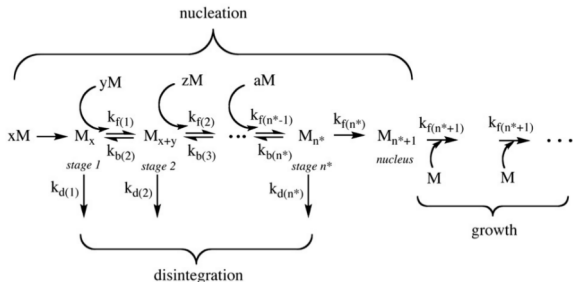 nucleation
yM zM aM
k_f(1) k_f(2) k_f(n*-1) k_f(n*) k_f(n*+1) k_f(n*+1)
xM M_x M_x+y ... M_n* M_n*+1 . . .
k_b(2) k_b(3) k_b(n*)
stage 1 stage 2 stage n* nucleus
M M
k_d(1) k_d(2) k_d(n*)
growth
disintegration